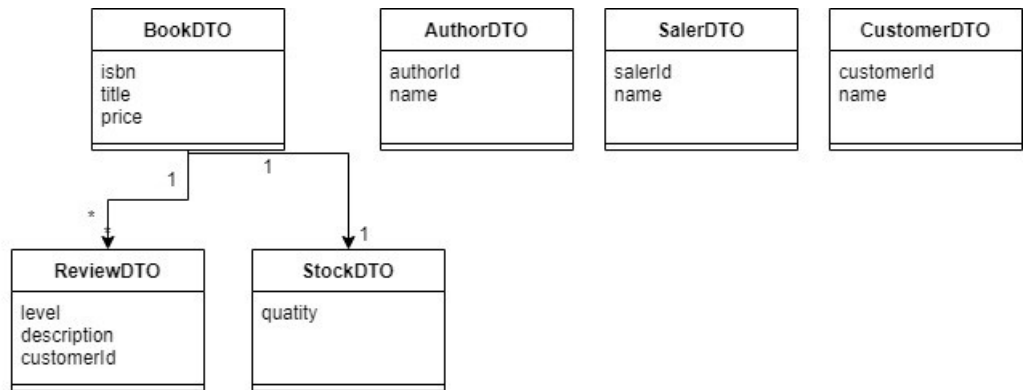 BookDTO
isbn
title
price
AuthorDTO
authorId
name
SalerDTO
salerId
name
CustomerDTO
customerId
name
1
1
*
*
1
ReviewDTO
level
description
customerId
StockDTO
quatity